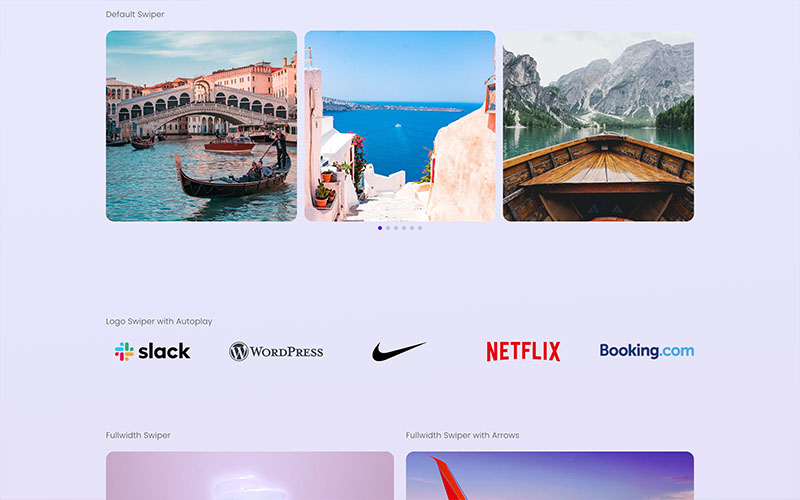 Default Swiper
Logo Swiper with Autoplay
slack
WORDPRESS
NETFLIX
Booking.com
Fullwidth Swiper
Fullwidth Swiper with Arrows